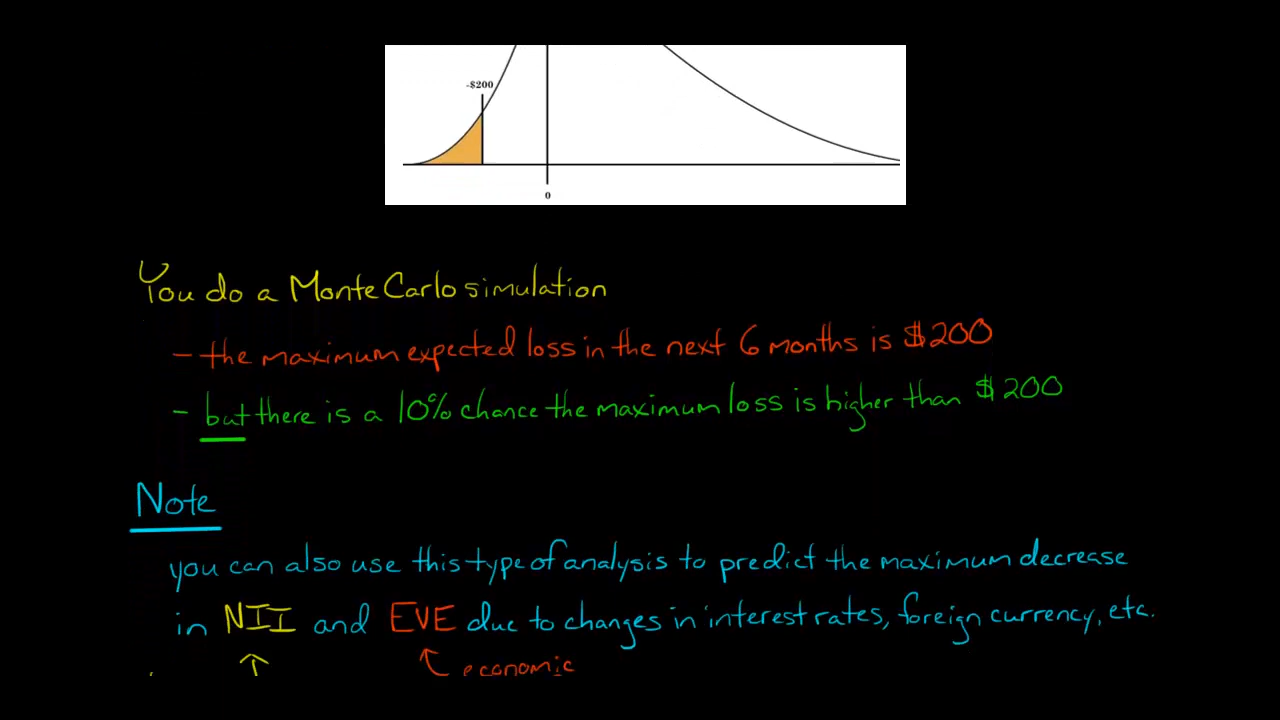 -$200
0
You do a Monte Carlo simulation
- the maximum expected loss in the next 6 months is $200
- but there is a 10% chance the maximum loss is higher than $200
Note
you can also use this type of analysis to predict the maximum decrease
in NII and EVE due to changes in interest rates, foreign currency, etc.
economic